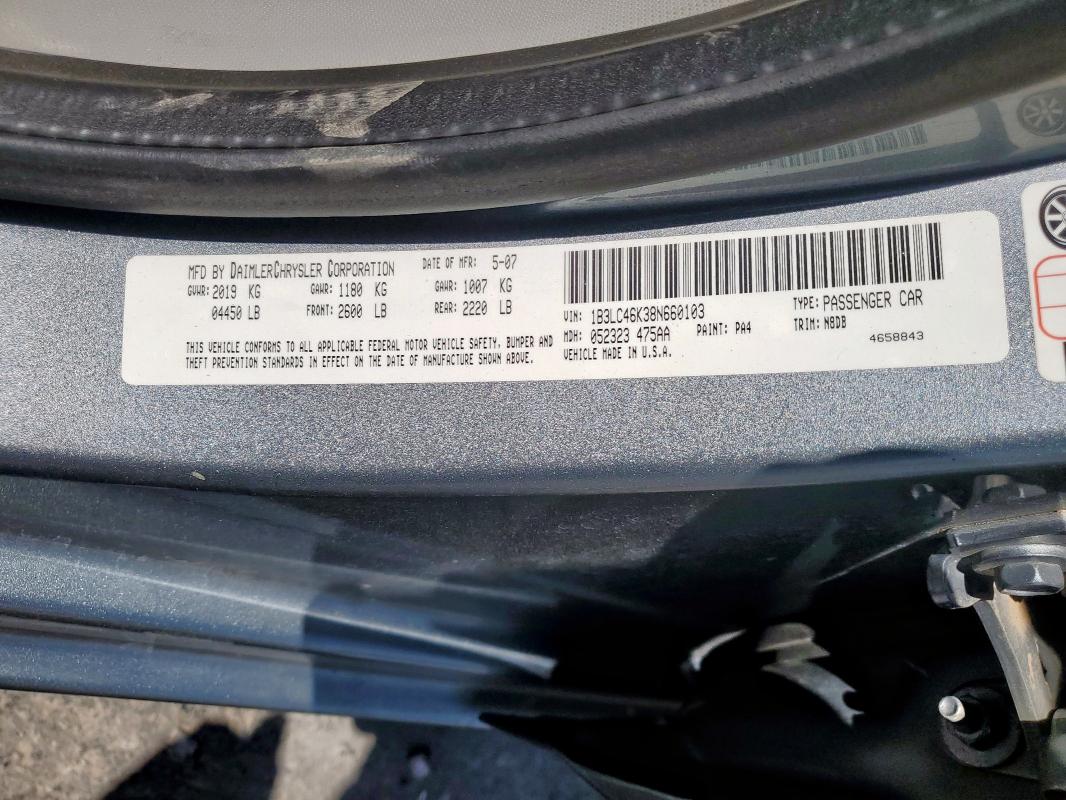 MFD BY DAIMLERCHRYSLER CORPORATION DATE OF MFR: 5-07
GVWR: 2019 KG GAWR: 1180 KG GAWR: 1007 KG
04450 LB FRONT: 2600 LB REAR: 2220 LB
THIS VEHICLE CONFORMS TO ALL APPLICABLE FEDERAL MOTOR VEHICLE SAFETY, BUMPER AND
THEFT PREVENTION STANDARDS IN EFFECT ON THE DATE OF MANUFACTURE SHOWN ABOVE.
VIN: 1B3LC46K38N660103 TYPE: PASSENGER CAR
MDH: 052323 475AA PAINT: PA4 TRIM: N8DB
VEHICLE MADE IN U.S.A. 4658843